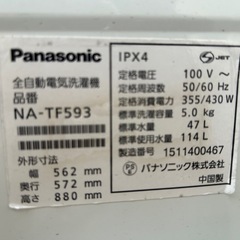 Panasonic
全自動電気洗濯機
品番
NA-TF593
外形寸法
幅 562 mm
奥行 572 mm
高さ 880 mm
IPX4
JET
定格電圧 100 V～
定格周波数 50/60 Hz
定格消費電力 355/430 W
標準洗濯容量 5.0 kg
標準水量 47 L
標準使用水量 114 L
製造番号 1511400467
PS E
パナソニック株式会社
中国製